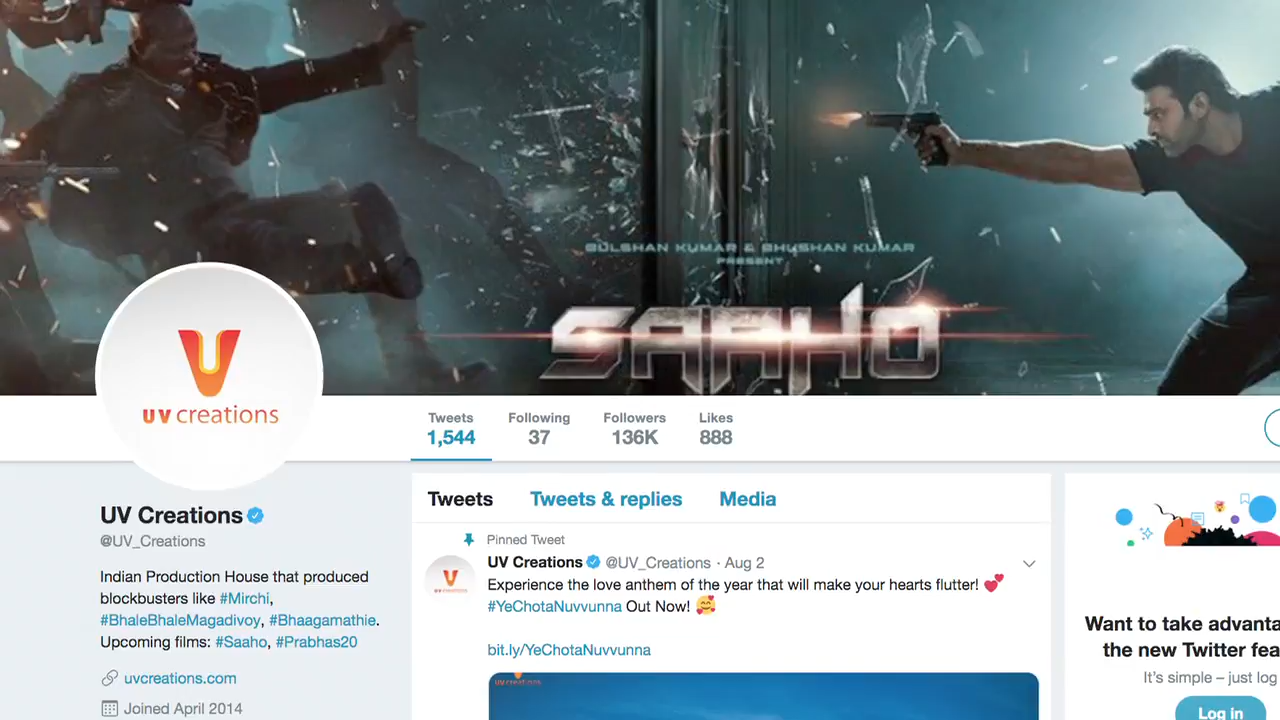 GULSHAN KUMAR & BHUSHAN KUMAR
PRESENT
SAAHO
UV creations
Tweets Following Followers Likes
1,544 37 136K 888
UV Creations
@UV_Creations
Indian Production House that produced
blockbusters like #Mirchi,
#BhaleBhaleMagadivoy, #Bhaagamathie.
Upcoming films: #Saaho, #Prabhas20
uvcreations.com
Joined April 2014
Tweets Tweets & replies Media
Pinned Tweet
UV Creations @UV_Creations · Aug 2
Experience the love anthem of the year that will make your hearts flutter! 💕
#YeChotaNuvvunna Out Now! 🥰
bit.ly/YeChotaNuvvunna
uv creations
Want to take advanta
the new Twitter fea
It's simple – just log
Log in